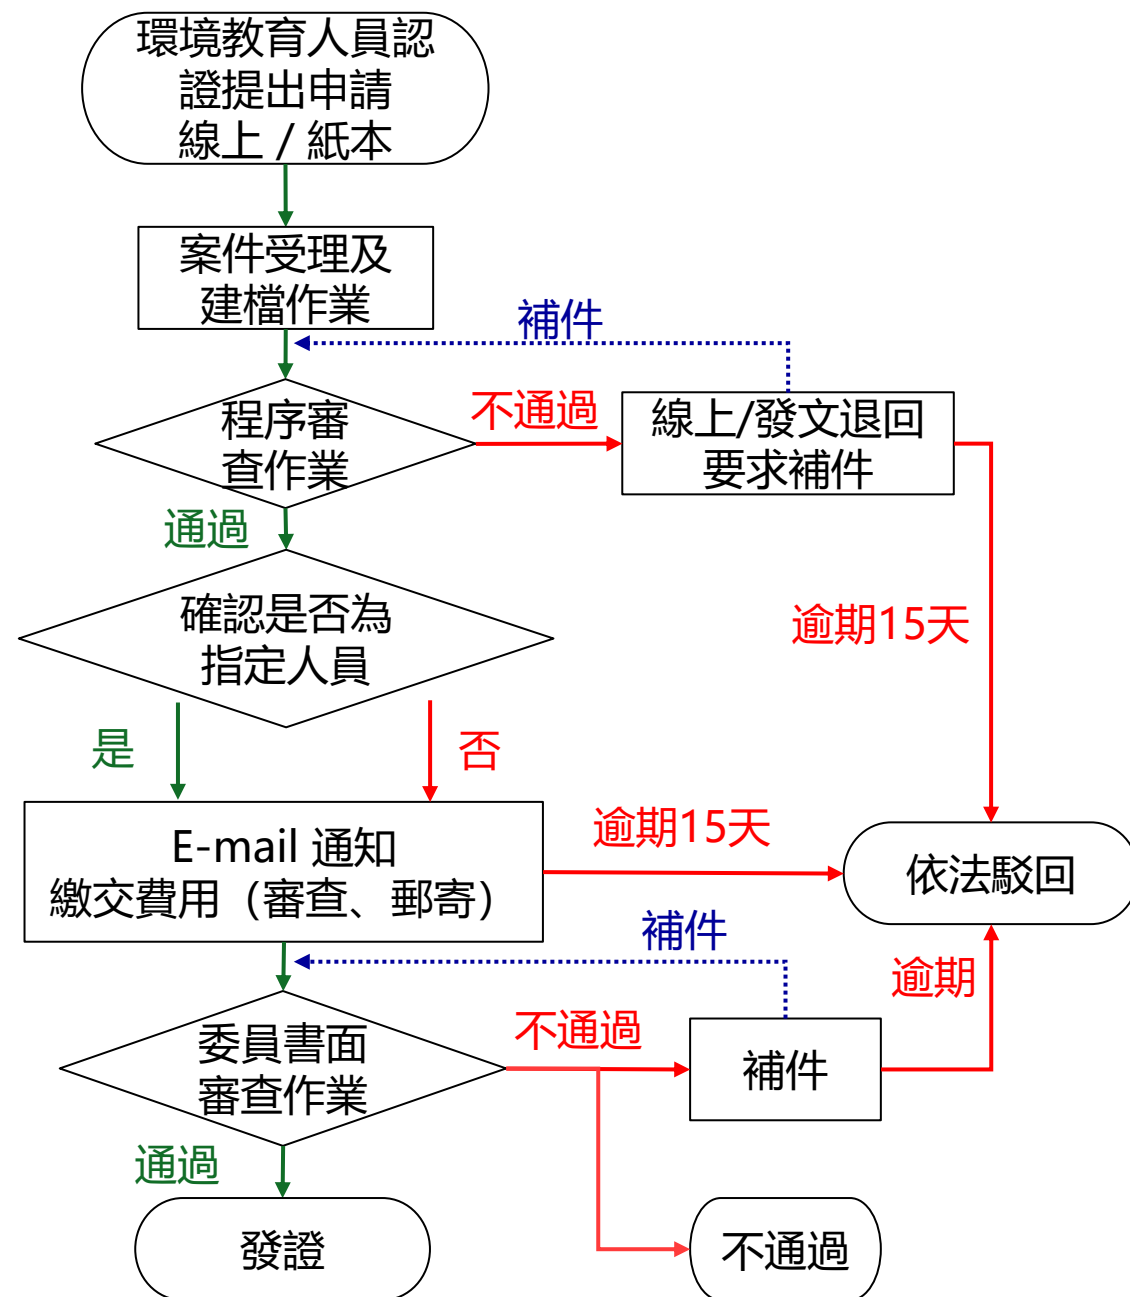 環境教育人員認
證提出申請
線上 / 紙本
案件受理及
建檔作業
補件
程序審
查作業
不通過
線上/發文退回
要求補件
通過
確認是否為
指定人員
逾期15天
是
否
E-mail 通知
繳交費用（審查、郵寄）
逾期15天
依法駁回
補件
逾期
委員書面
審查作業
不通過
補件
通過
發證
不通過